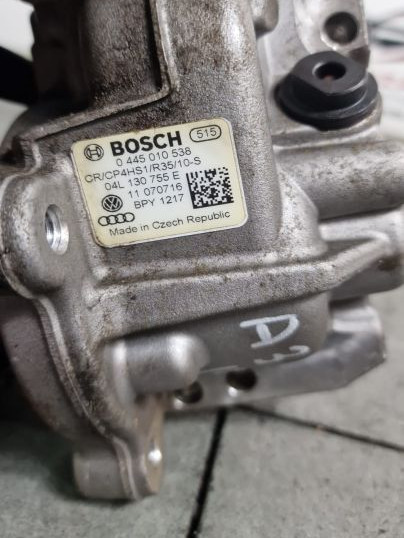 BOSCH 515
0 445 010 538
CR/CP4HS1/R35/10-S
04L 130 755 E
11 070716
BPY 1217
Made in Czech Republic
D3